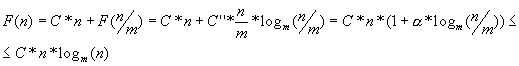 F(n) = C*n + F(n/m) = C*n + C''*n/m*log_m(n/m) = C*n*(1 + α*log_m(n/m)) ≤
≤ C*n*log_m(n)